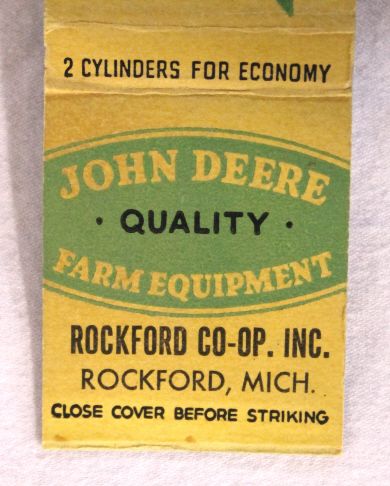 2 CYLINDERS FOR ECONOMY
JOHN DEERE
· QUALITY ·
FARM EQUIPMENT
ROCKFORD CO-OP. INC.
ROCKFORD, MICH.
CLOSE COVER BEFORE STRIKING